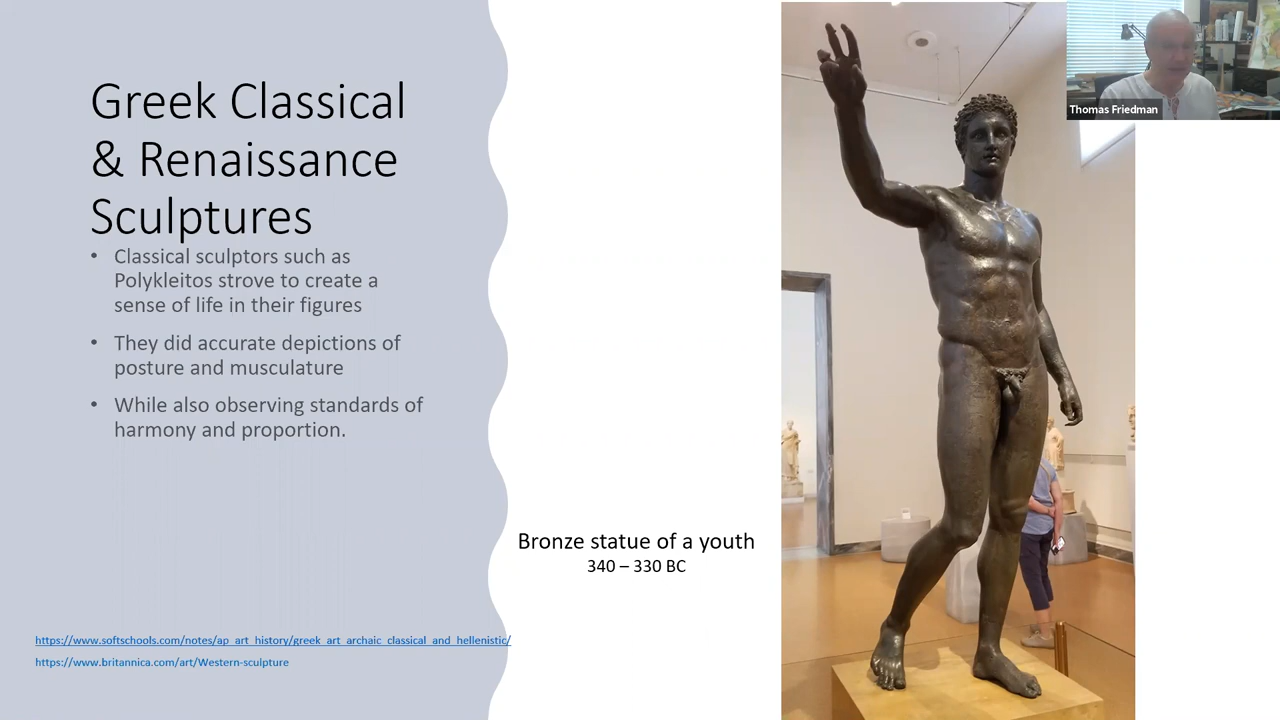 Greek Classical
& Renaissance
Sculptures
• Classical sculptors such as
Polykleitos strove to create a
sense of life in their figures
• They did accurate depictions of
posture and musculature
• While also observing standards of
harmony and proportion.
Bronze statue of a youth
340 – 330 BC
https://www.softschools.com/notes/ap_art_history/greek_art_archaic_classical_and_hellenistic/
https://www.britannica.com/art/Western-sculpture
Thomas Friedman